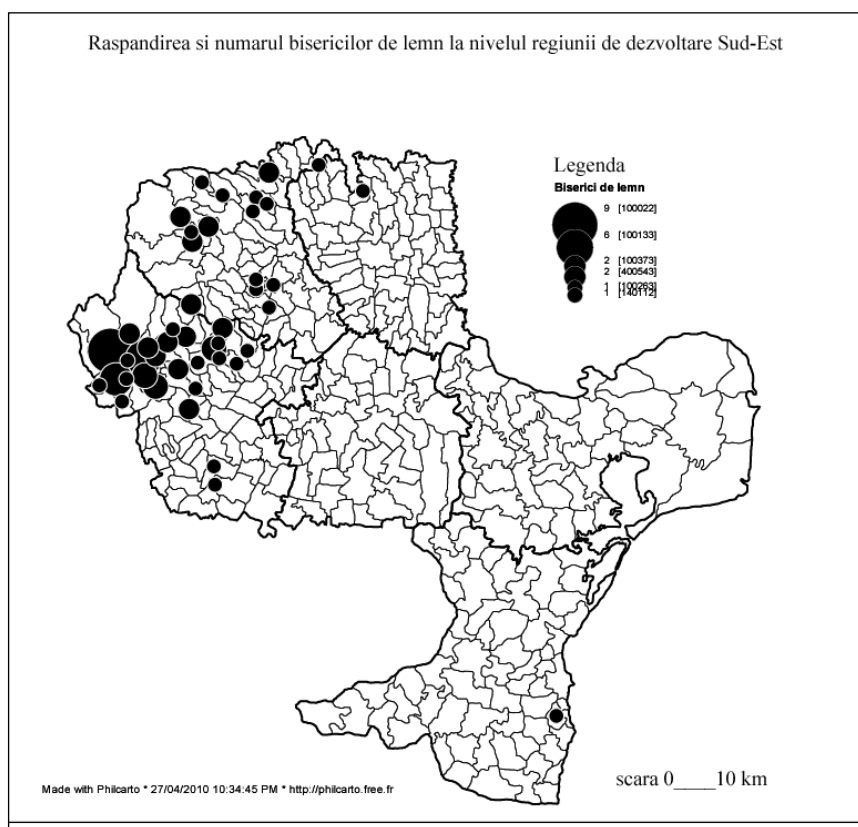 Raspandirea si numarul bisericilor de lemn la nivelul regiunii de dezvoltare Sud-Est
Legenda
Biserici de lemn
9 [100022]
6 [100133]
2 [100373]
2 [400543]
1 [100263]
1 [140112]
scara 0____10 km
Made with Philcarto * 27/04/2010 10:34:45 PM * http://philcarto.free.fr